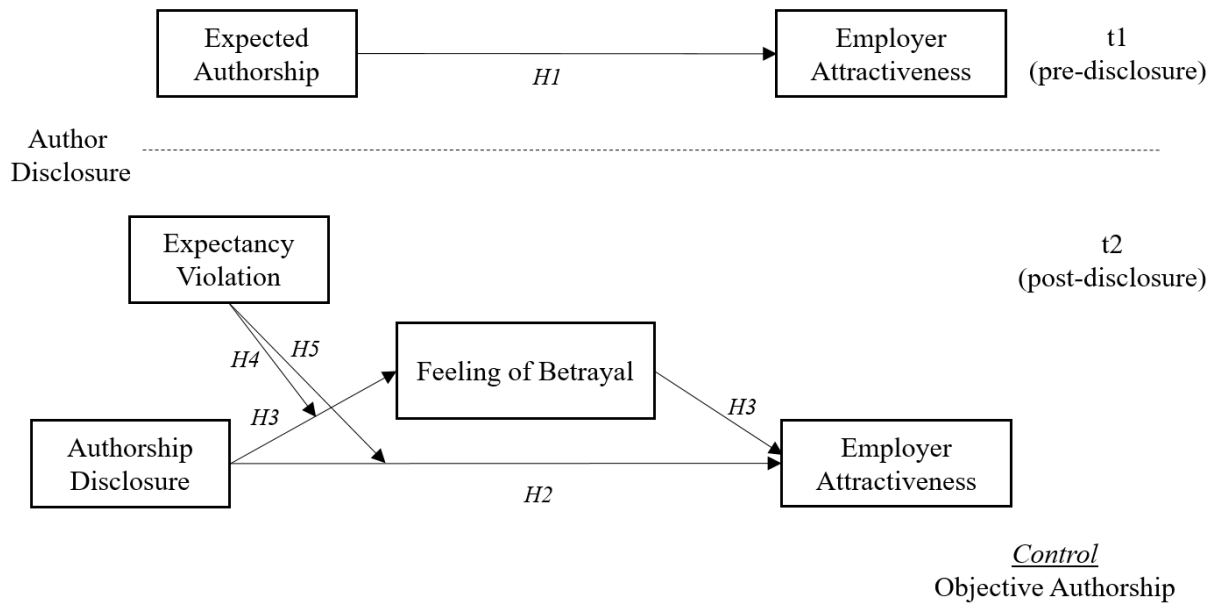 Expected
Authorship
H1
Employer
Attractiveness
t1
(pre-disclosure)
Author
Disclosure
Expectancy
Violation
t2
(post-disclosure)
H4
H5
Feeling of Betrayal
H3
H3
Authorship
Disclosure
H2
Employer
Attractiveness
Control
Objective Authorship